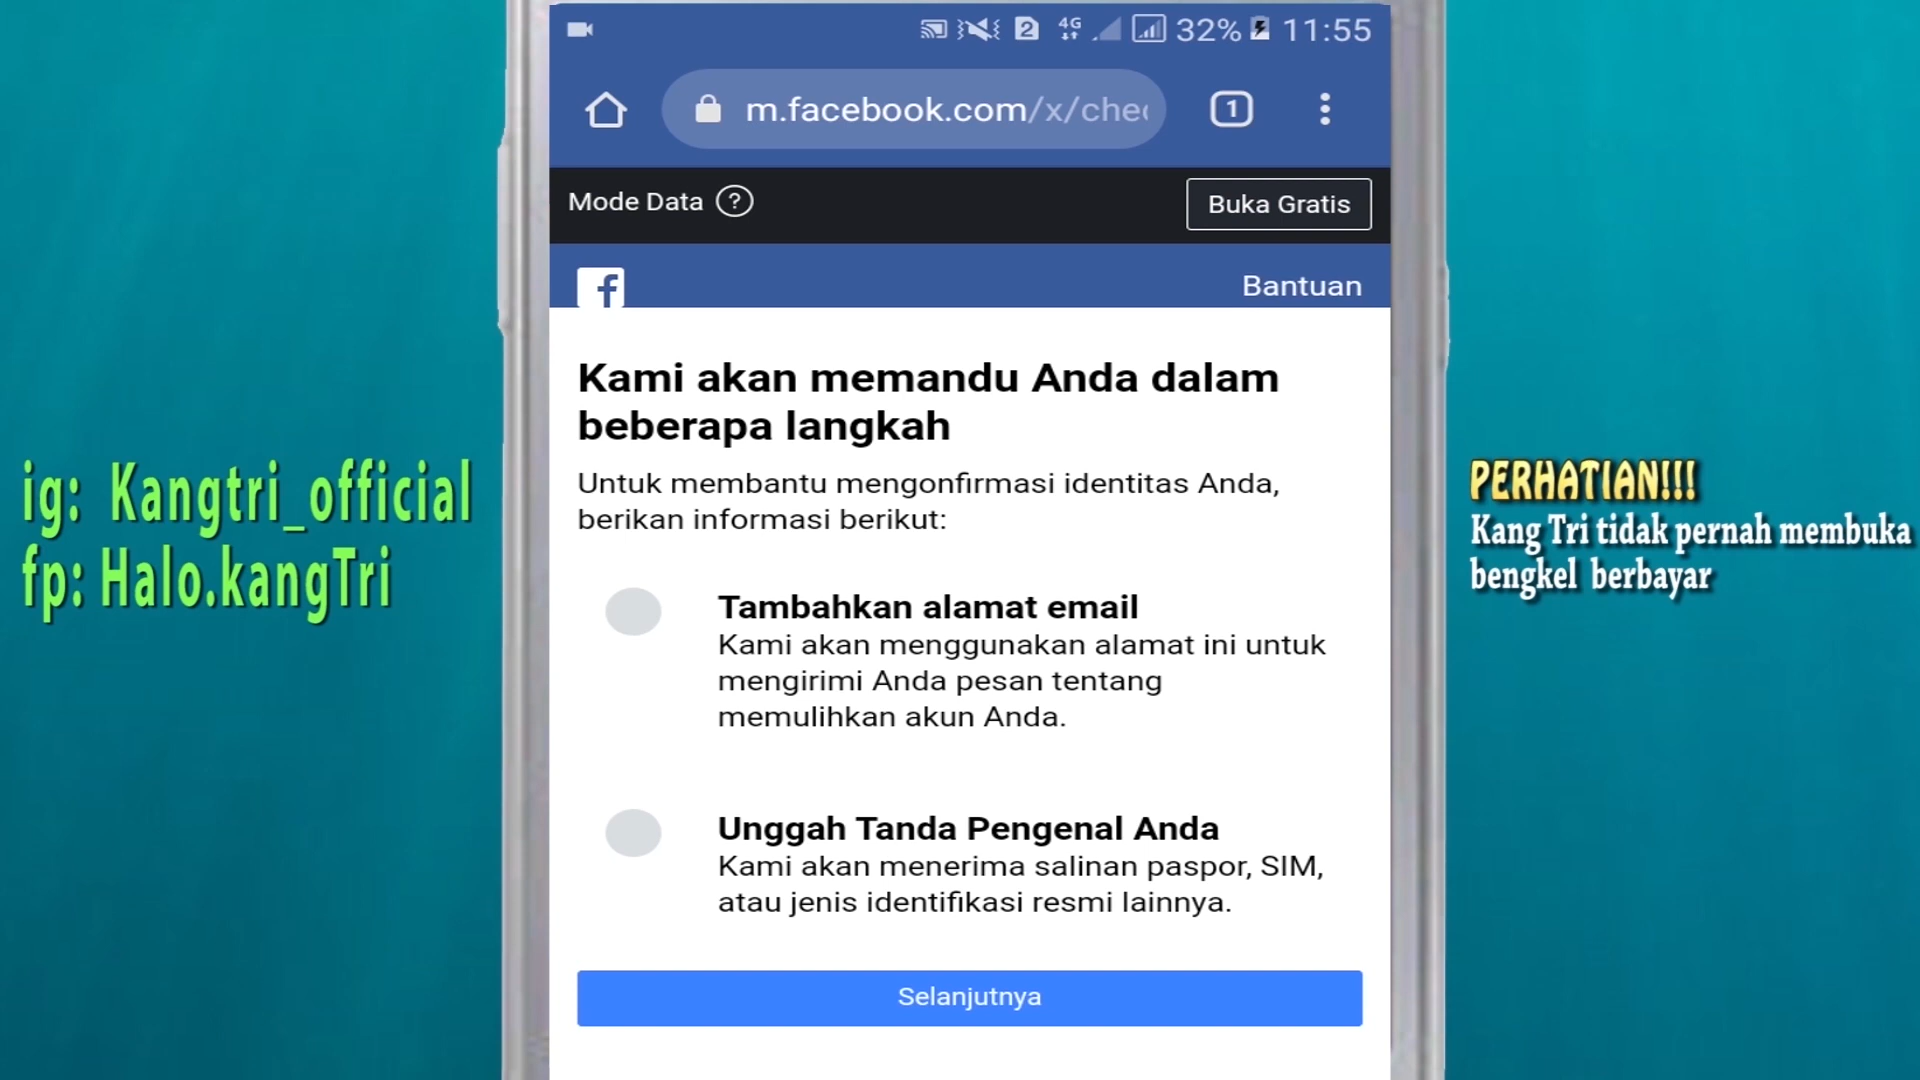 32% 11:55
m.facebook.com/x/chec
1
Mode Data ?
Buka Gratis
Bantuan
Kami akan memandu Anda dalam
beberapa langkah
Untuk membantu mengonfirmasi identitas Anda,
berikan informasi berikut:
Tambahkan alamat email
Kami akan menggunakan alamat ini untuk
mengirimi Anda pesan tentang
memulihkan akun Anda.
Unggah Tanda Pengenal Anda
Kami akan menerima salinan paspor, SIM,
atau jenis identifikasi resmi lainnya.
Selanjutnya
ig: Kangtri_official
fp: Halo.kangTri
PERHATIAN!!!
Kang Tri tidak pernah membuka
bengkel berbayar